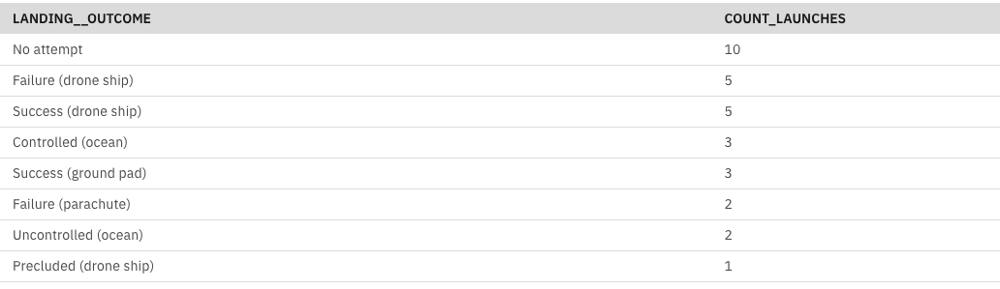 LANDING__OUTCOME COUNT_LAUNCHES
No attempt 10
Failure (drone ship) 5
Success (drone ship) 5
Controlled (ocean) 3
Success (ground pad) 3
Failure (parachute) 2
Uncontrolled (ocean) 2
Precluded (drone ship) 1